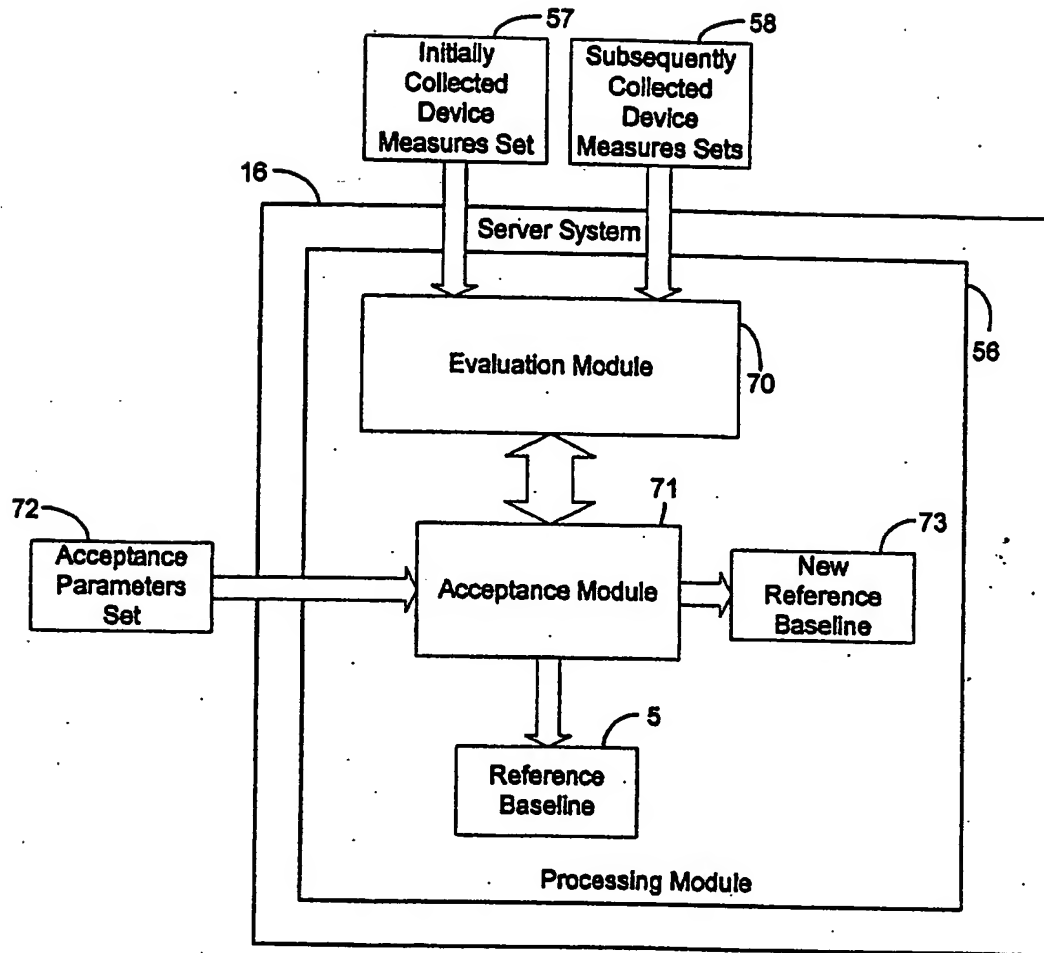 57
58
Initially
Collected
Device
Measures Set
Subsequently
Collected
Device
Measures Sets
16
Server System
56
Evaluation Module
70
72
71
73
Acceptance
Parameters
Set
Acceptance Module
New
Reference
Baseline
5
Reference
Baseline
Processing Module